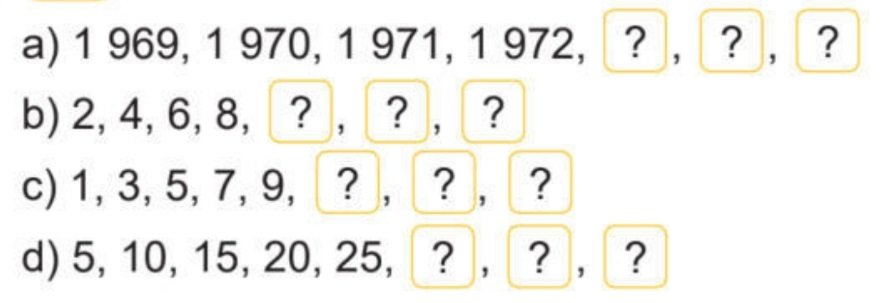 a) 1 969, 1 970, 1 971, 1 972, ?, ?, ?
b) 2, 4, 6, 8, ?, ?, ?
c) 1, 3, 5, 7, 9, ?, ?, ?
d) 5, 10, 15, 20, 25, ?, ?, ?